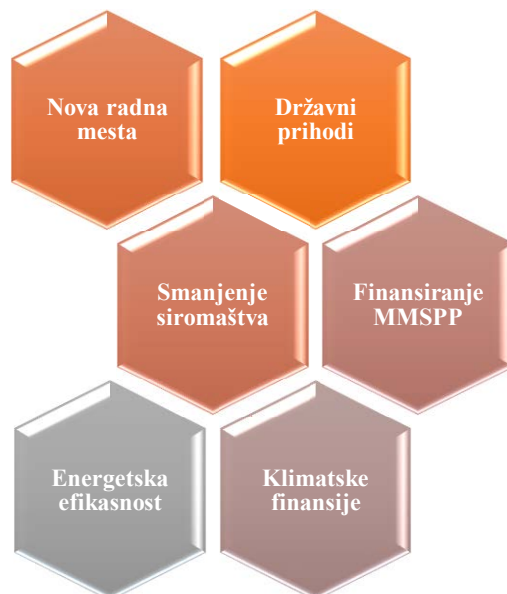 Nova radna
mesta
Državni
prihodi
Smanjenje
siromaštva
Finansiranje
MMSPP
Energetska
efikasnost
Klimatske
finansije